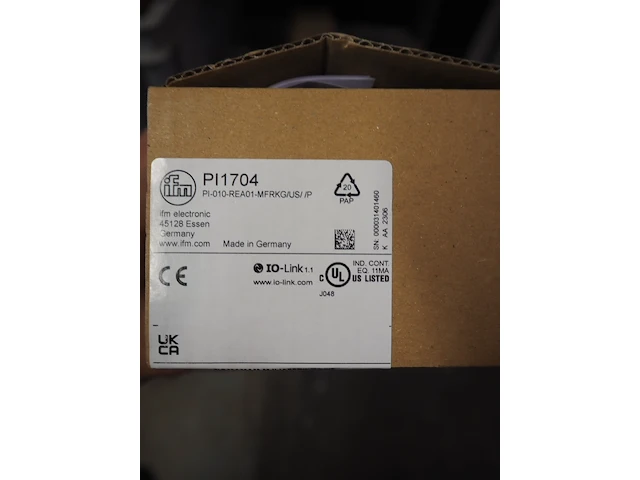 ifm
PI1704
PI-010-REA01-MFRKG/US/ /P
ifm electronic
45128 Essen
Germany
www.ifm.com Made in Germany
20
PAP
SN: 000031401460
K AA 2306
CE
IO-Link 1.1
www.io-link.com
C UL US LISTED
IND. CONT.
EQ. 11MA
J048
UK
CA